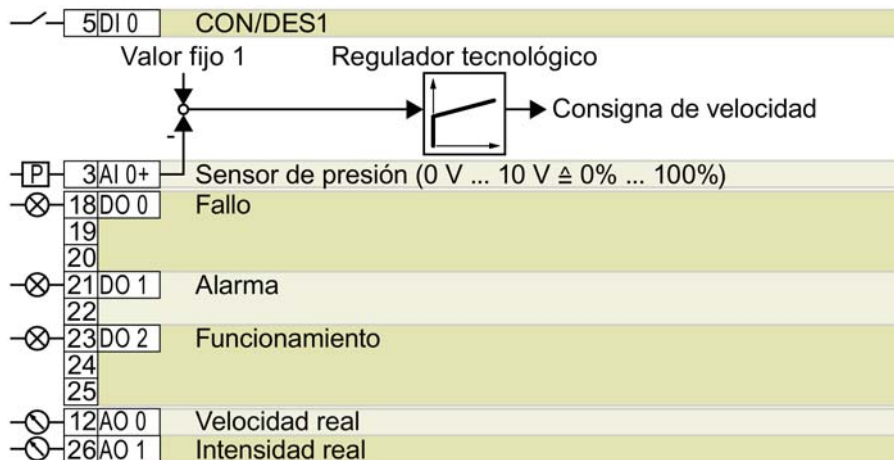 5 DI 0 CON/DES1
Valor fijo 1 Regulador tecnológico
Consigna de velocidad
-
P 3 AI 0+ Sensor de presión (0 V ... 10 V ≙ 0% ... 100%)
18 DO 0 Fallo
19
20
21 DO 1 Alarma
22
23 DO 2 Funcionamiento
24
25
12 AO 0 Velocidad real
26 AO 1 Intensidad real